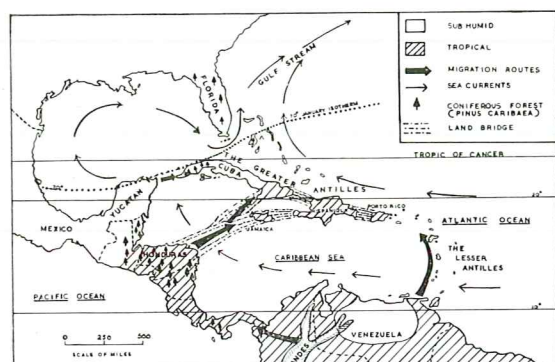 SUB HUMID
TROPICAL
MIGRATION ROUTES
SEA CURRENTS
CONIFEROUS FOREST
(PINUS CARIBAEA)
LAND BRIDGE
GULF STREAM
FLORIDA
JANUARY ISOTHERM
TROPIC OF CANCER
THE GREATER
ANTILLES
CUBA
YUCATAN
MEXICO
PORTO RICO
JAMAICA
ATLANTIC OCEAN
HONDURAS
CARIBBEAN SEA
THE
LESSER
ANTILLES
PACIFIC OCEAN
VENEZUELA
ANDES
0 250 500
SCALE OF MILES